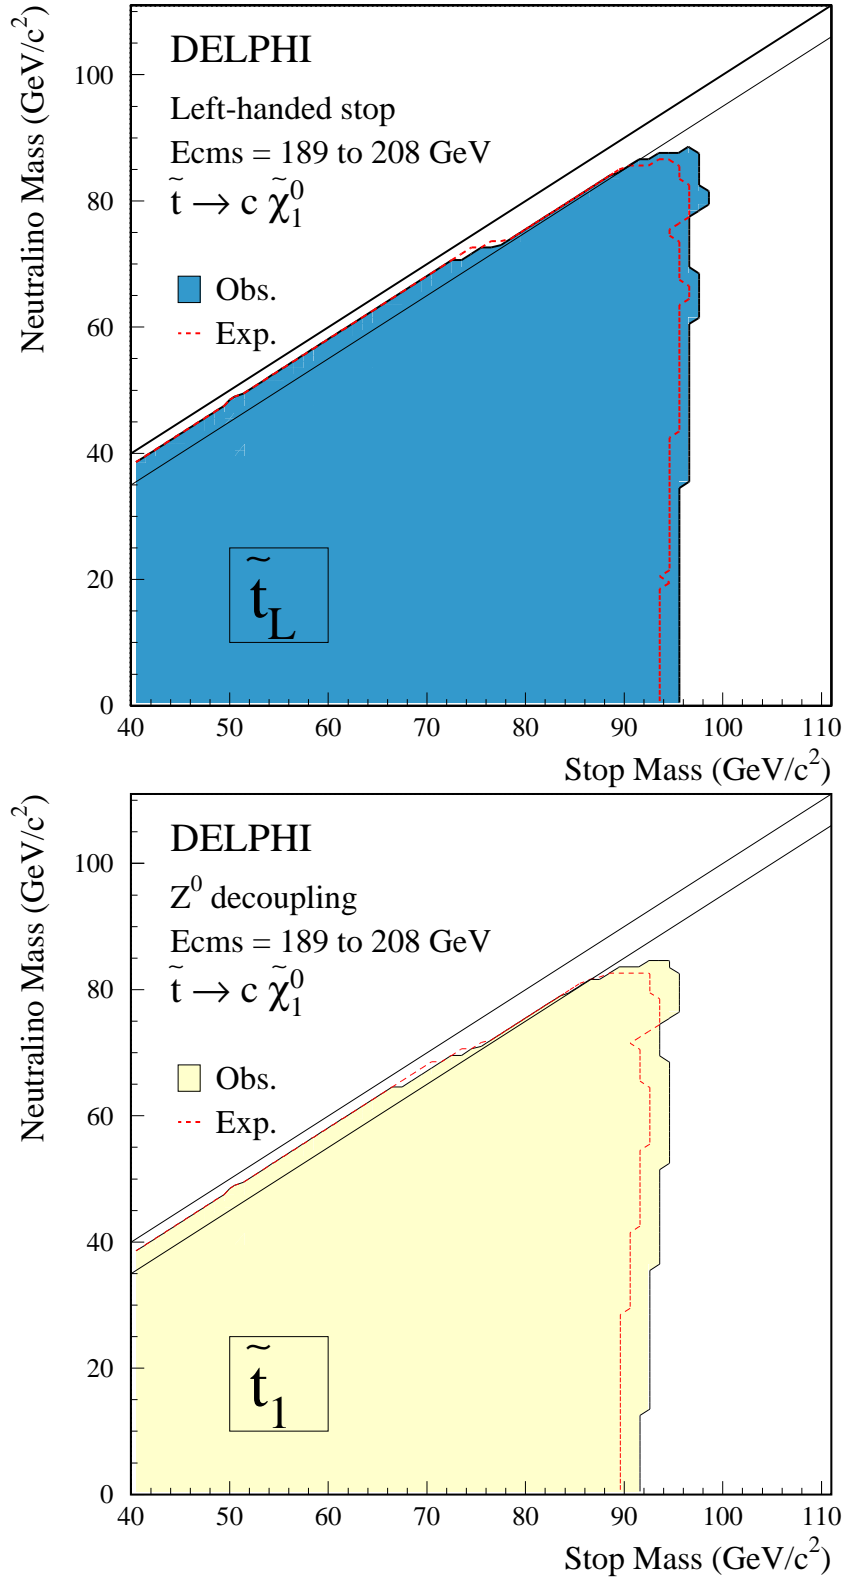 Neutralino Mass (GeV/c²)
100
80
60
40
20
0
DELPHI
Left-handed stop
Ecms = 189 to 208 GeV
t̃ → c χ̃₁⁰
Obs.
Exp.
t̃_L
40 50 60 70 80 90 100 110
Stop Mass (GeV/c²)
Neutralino Mass (GeV/c²)
100
80
60
40
20
0
DELPHI
Z⁰ decoupling
Ecms = 189 to 208 GeV
t̃ → c χ̃₁⁰
Obs.
Exp.
t̃₁
40 50 60 70 80 90 100 110
Stop Mass (GeV/c²)